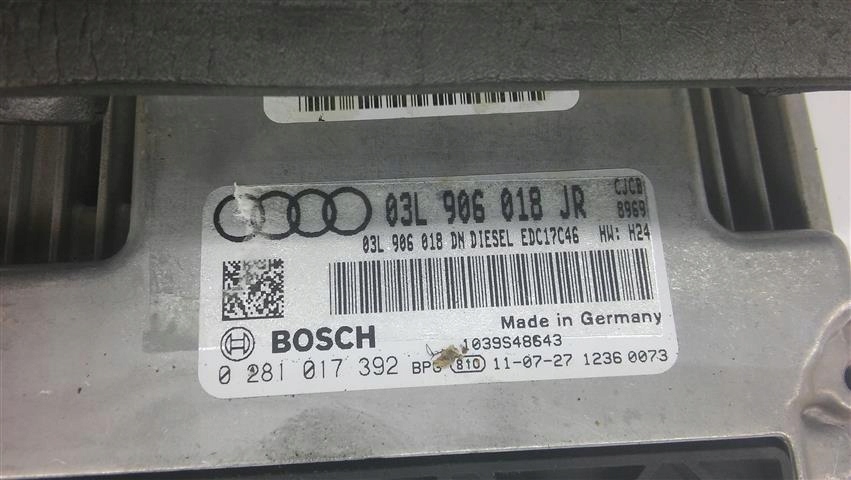 03L 906 018 JR CJCB
8969
03L 906 018 DN DIESEL EDC17C46 HW: H24
Made in Germany
BOSCH 1039S48643
0 281 017 392 810 11-07-27 1236 0073